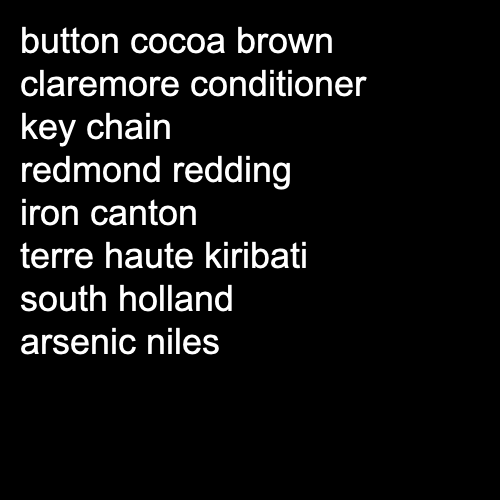 button cocoa brown
claremore conditioner
key chain
redmond redding
iron canton
terre haute kiribati
south holland
arsenic niles